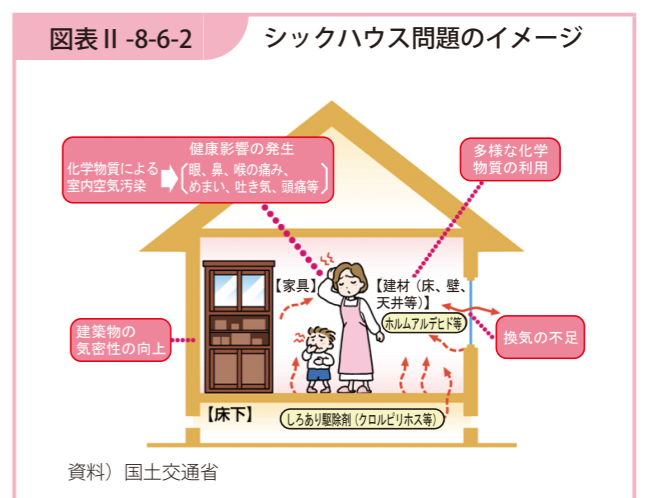 図表Ⅱ-8-6-2 シックハウス問題のイメージ
健康影響の発生
化学物質による
室内空気汚染
眼、鼻、喉の痛み、
めまい、吐き気、頭痛等
多様な化学
物質の利用
【家具】
【建材(床、壁、
天井等)】
ホルムアルデヒド等
建築物の
気密性の向上
換気の不足
【床下】
しろあり駆除剤(クロルピリホス等)
資料)国土交通省